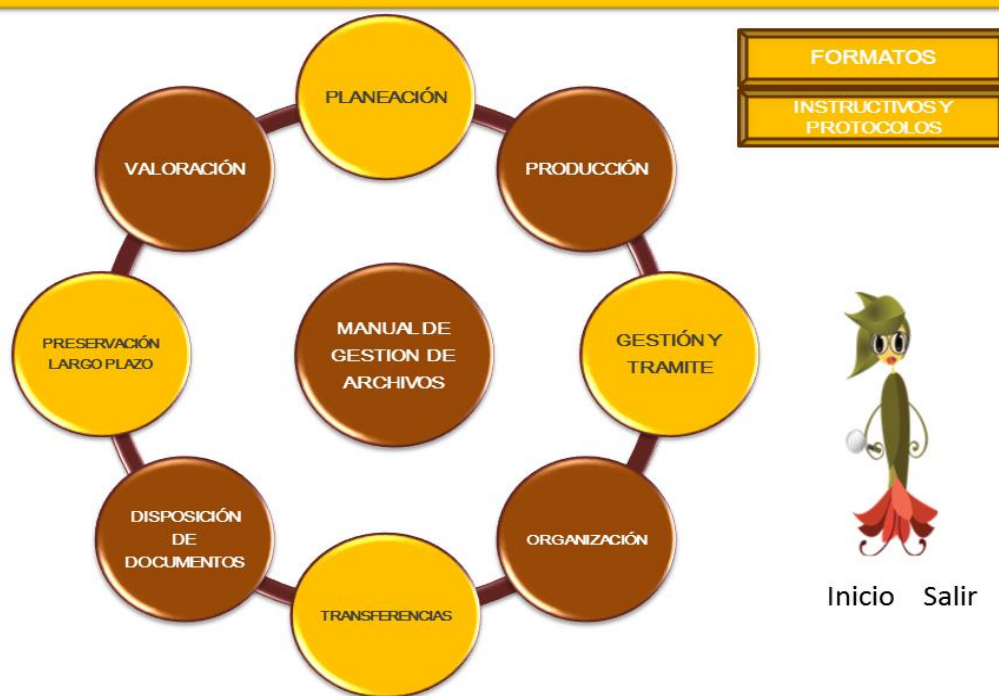 FORMATOS
INSTRUCTIVOS Y
PROTOCOLOS
PLANEACIÓN
PRODUCCIÓN
GESTIÓN Y
TRAMITE
ORGANIZACIÓN
TRANSFERENCIAS
DISPOSICIÓN
DE
DOCUMENTOS
PRESERVACIÓN
LARGO PLAZO
VALORACIÓN
MANUAL DE
GESTION DE
ARCHIVOS
Inicio Salir